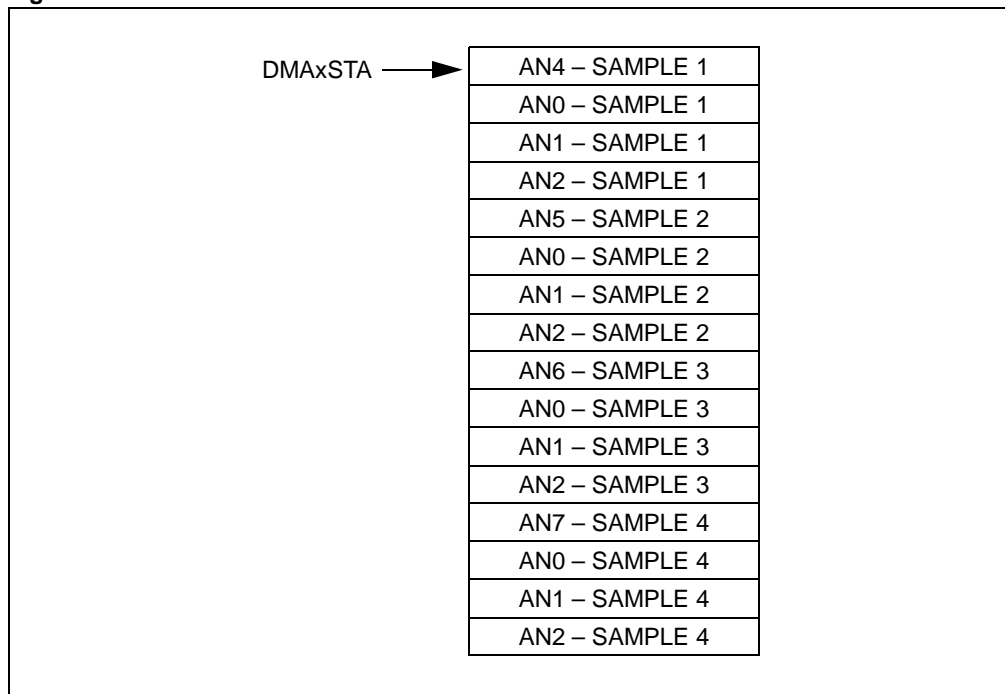 DMAxSTA
AN4 – SAMPLE 1
AN0 – SAMPLE 1
AN1 – SAMPLE 1
AN2 – SAMPLE 1
AN5 – SAMPLE 2
AN0 – SAMPLE 2
AN1 – SAMPLE 2
AN2 – SAMPLE 2
AN6 – SAMPLE 3
AN0 – SAMPLE 3
AN1 – SAMPLE 3
AN2 – SAMPLE 3
AN7 – SAMPLE 4
AN0 – SAMPLE 4
AN1 – SAMPLE 4
AN2 – SAMPLE 4